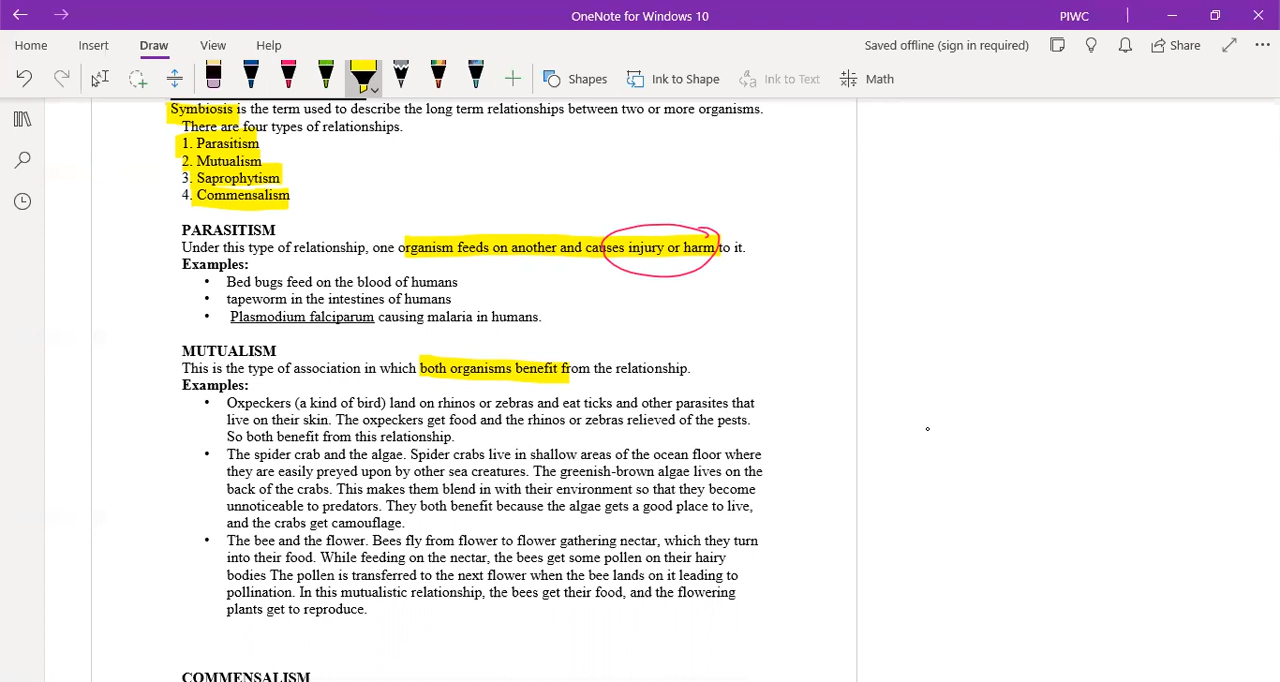 OneNote for Windows 10
PIWC
Home Insert Draw View Help
Saved offline (sign in required)
Share
Shapes
Ink to Shape
Ink to Text
Math
Symbiosis is the term used to describe the long term relationships between two or more organisms.
There are four types of relationships.
1. Parasitism
2. Mutualism
3. Saprophytism
4. Commensalism
PARASITISM
Under this type of relationship, one organism feeds on another and causes injury or harm to it.
Examples:
• Bed bugs feed on the blood of humans
• tapeworm in the intestines of humans
• Plasmodium falciparum causing malaria in humans.
MUTUALISM
This is the type of association in which both organisms benefit from the relationship.
Examples:
• Oxpeckers (a kind of bird) land on rhinos or zebras and eat ticks and other parasites that
live on their skin. The oxpeckers get food and the rhinos or zebras relieved of the pests.
So both benefit from this relationship.
• The spider crab and the algae. Spider crabs live in shallow areas of the ocean floor where
they are easily preyed upon by other sea creatures. The greenish-brown algae lives on the
back of the crabs. This makes them blend in with their environment so that they become
unnoticeable to predators. They both benefit because the algae gets a good place to live,
and the crabs get camouflage.
• The bee and the flower. Bees fly from flower to flower gathering nectar, which they turn
into their food. While feeding on the nectar, the bees get some pollen on their hairy
bodies The pollen is transferred to the next flower when the bee lands on it leading to
pollination. In this mutualistic relationship, the bees get their food, and the flowering
plants get to reproduce.
COMMENSALISM